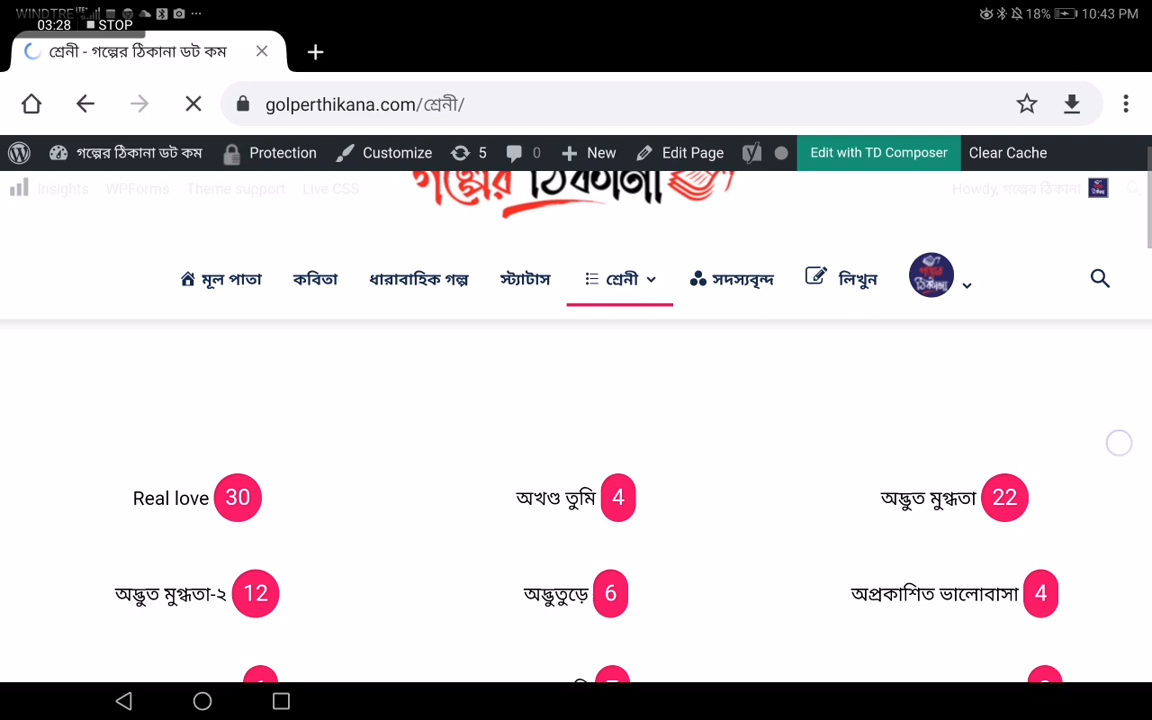 WINDTRE
03:28 STOP
18% 10:43 PM
শ্রেনী - গল্পের ঠিকানা ডট কম
golperthikana.com/শ্রেনী/
গল্পের ঠিকানা ডট কম Protection Customize 5 0 New Edit Page Edit with TD Composer Clear Cache
Insights WPForms Theme support Live CSS Howdy, গল্পের ঠিকানা
গল্পের ঠিকানা
মূল পাতা কবিতা ধারাবাহিক গল্প স্ট্যাটাস শ্রেনী সদস্যবৃন্দ লিখুন
Real love 30 অখণ্ড তুমি 4 অদ্ভুত মুগ্ধতা 22
অদ্ভুত মুগ্ধতা-২ 12 অদ্ভুতুড়ে 6 অপ্রকাশিত ভালোবাসা 4